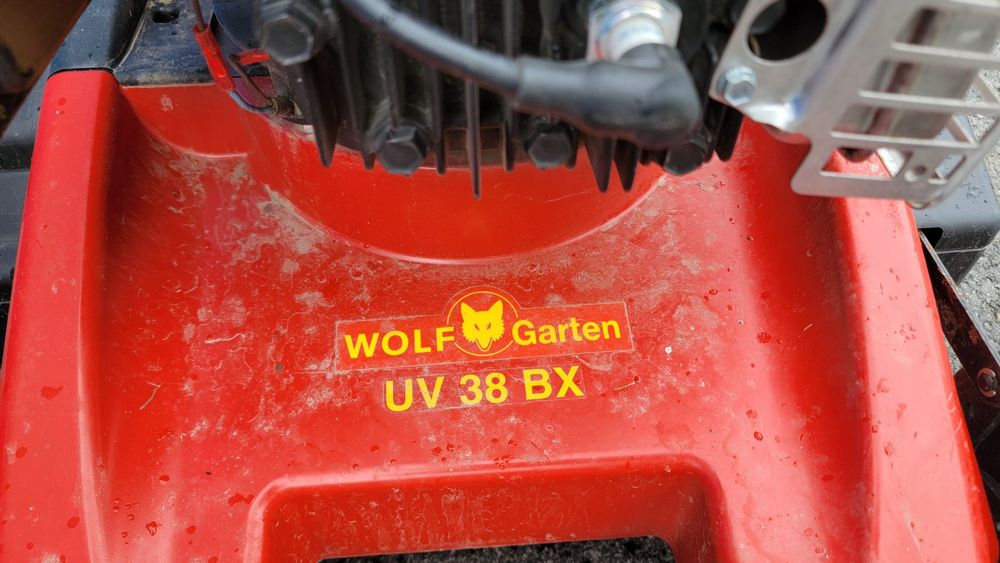 WOLF Garten
UV 38 BX